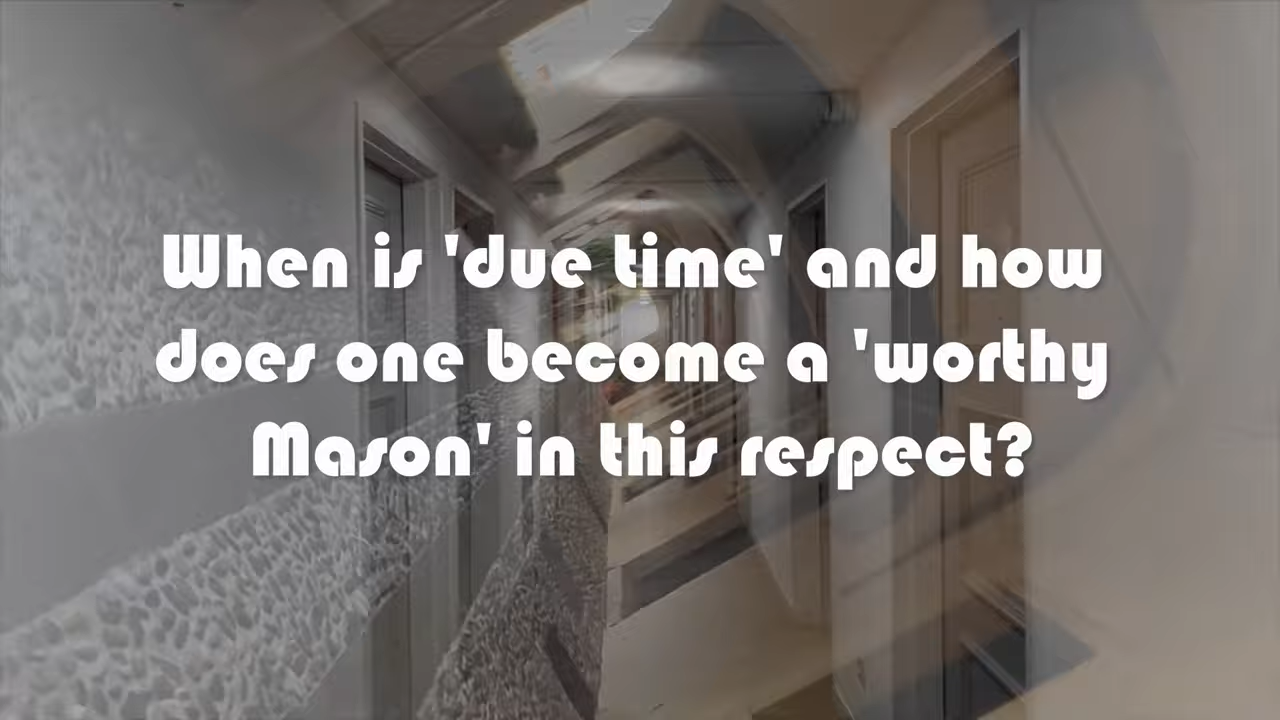 When is 'due time' and how
does one become a 'worthy
Mason' in this respect?